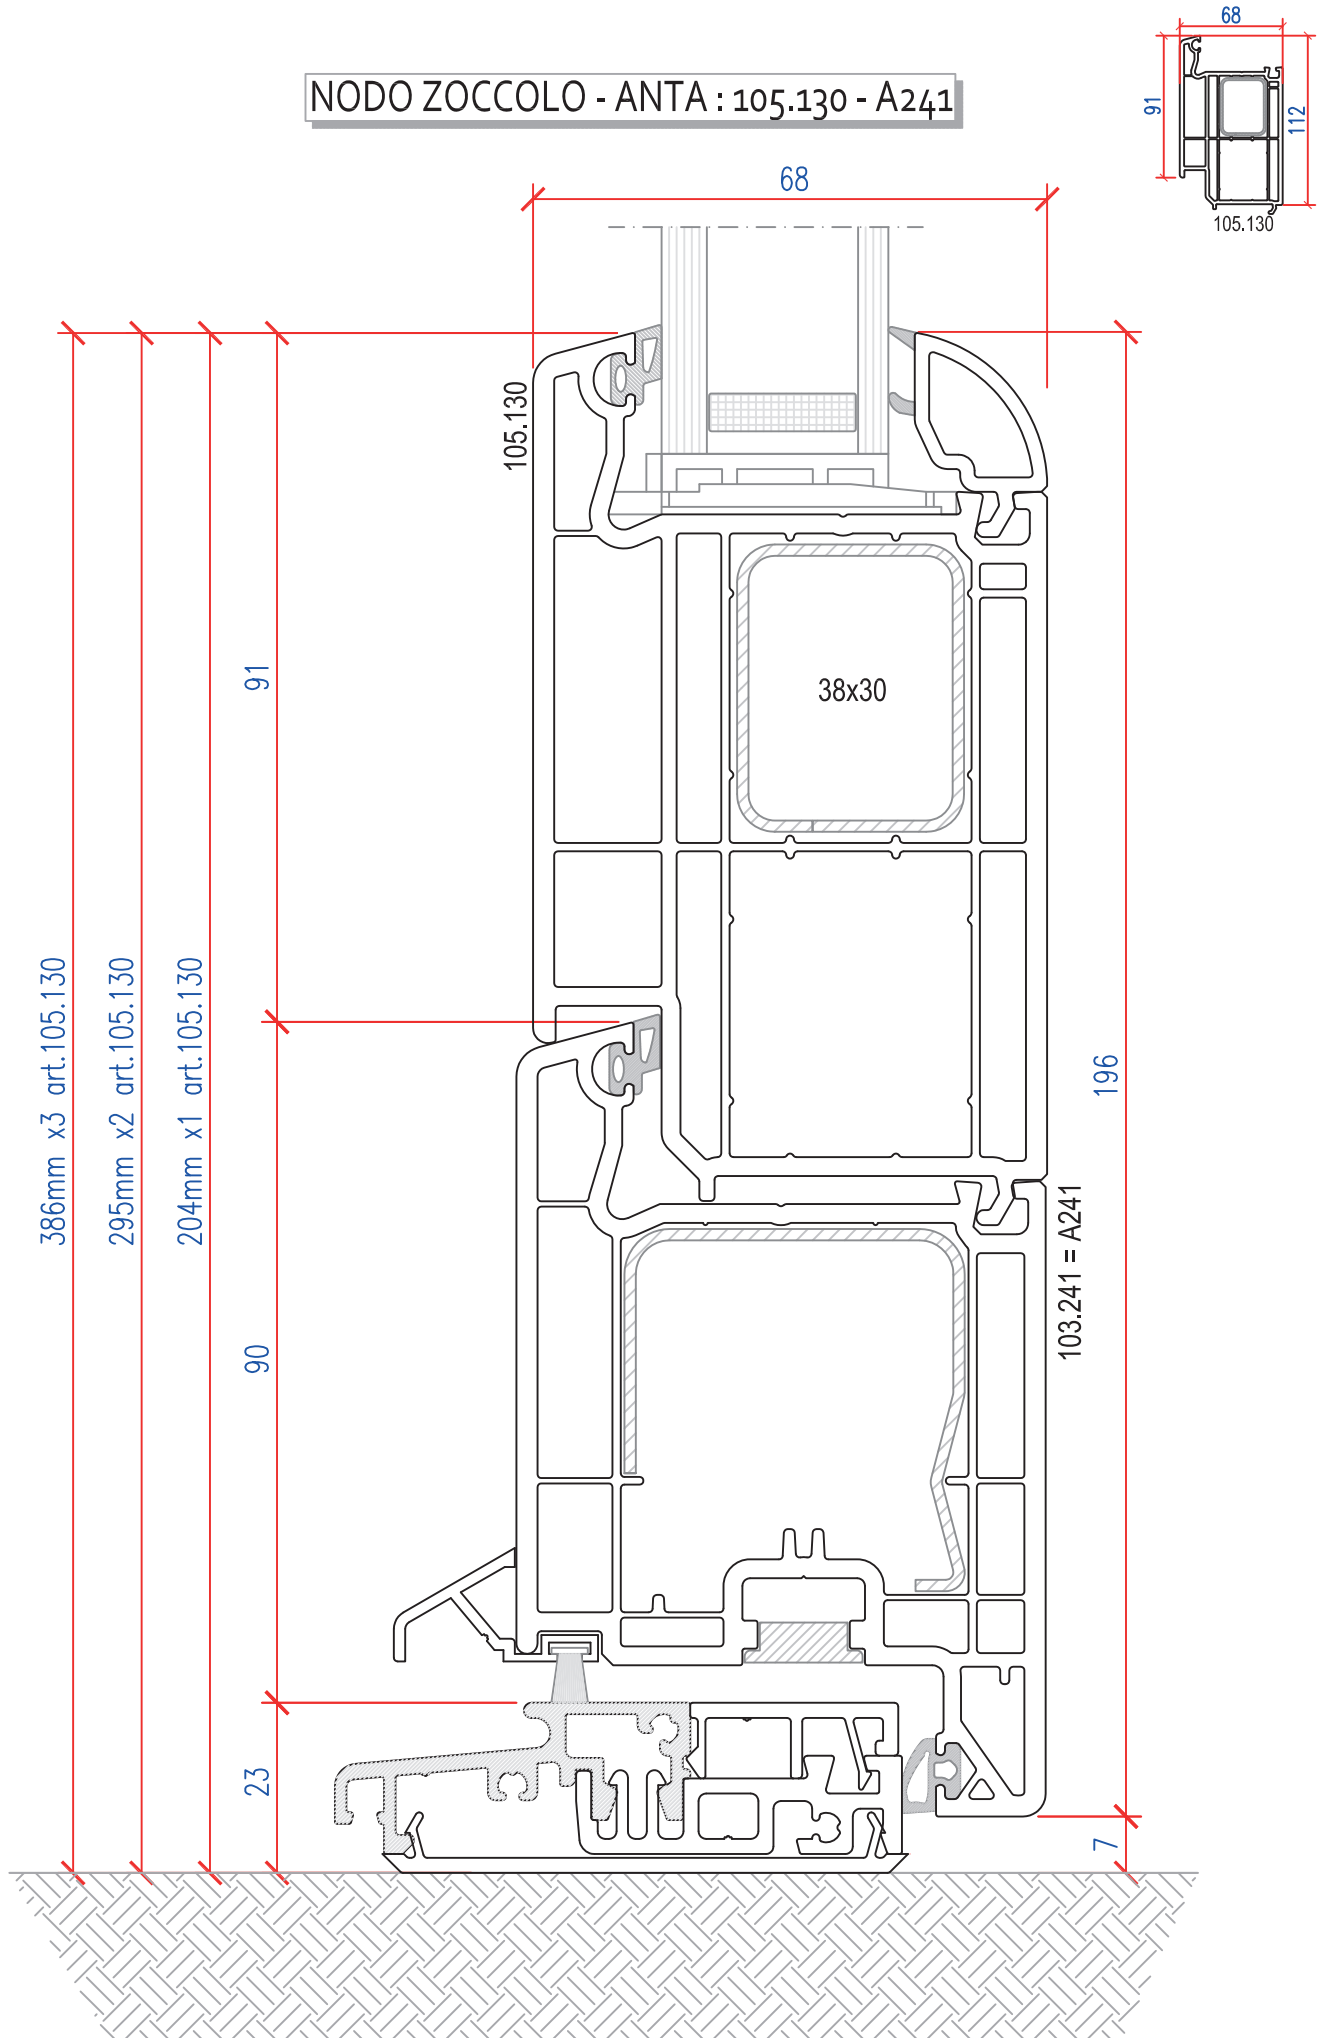 68
NODO ZOCCOLO - ANTA : 105.130 - A241
91
112
105.130
68
105.130
91
38x30
386mm x3 art.105.130
295mm x2 art.105.130
204mm x1 art.105.130
196
103.241 = A241
90
23
7